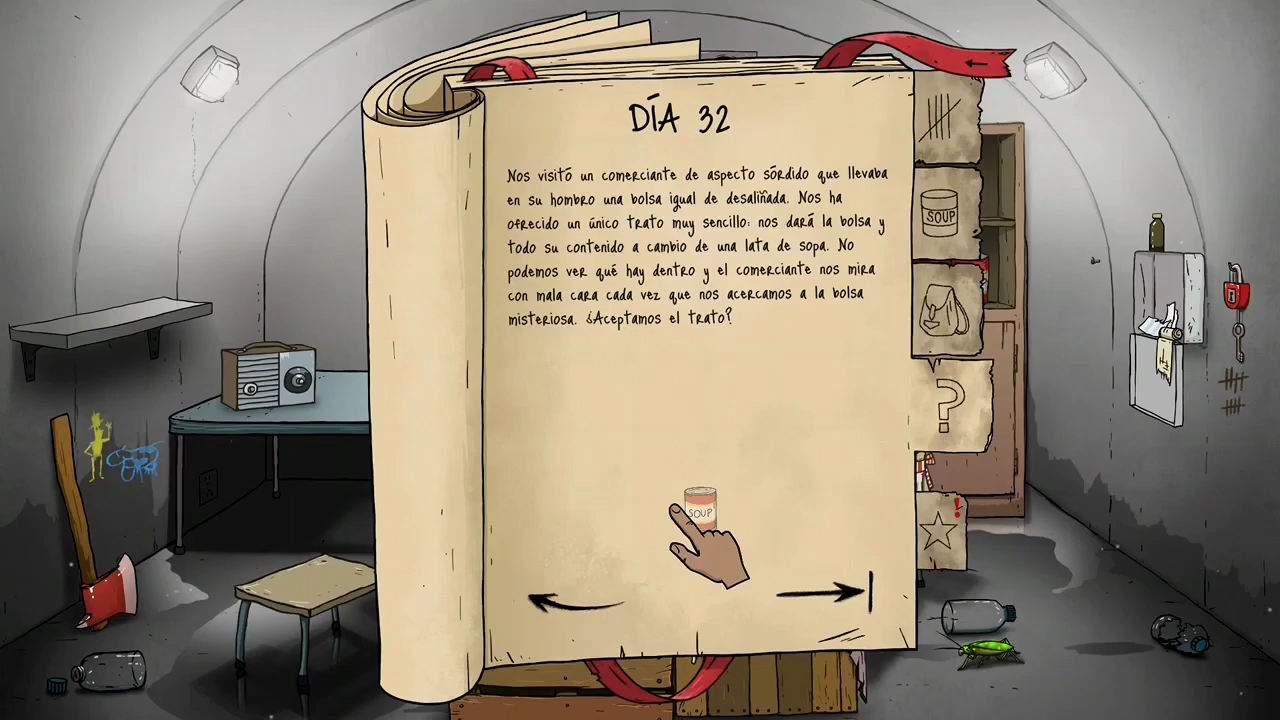 DÍA 32
Nos visitó un comerciante de aspecto sórdido que llevaba
en su hombro una bolsa igual de desaliñada. Nos ha
ofrecido un único trato muy sencillo: nos dará la bolsa y
todo su contenido a cambio de una lata de sopa. No
podemos ver qué hay dentro y el comerciante nos mira
con mala cara cada vez que nos acercamos a la bolsa
misteriosa. ¿Aceptamos el trato?
SOUP
SOUP
?
!